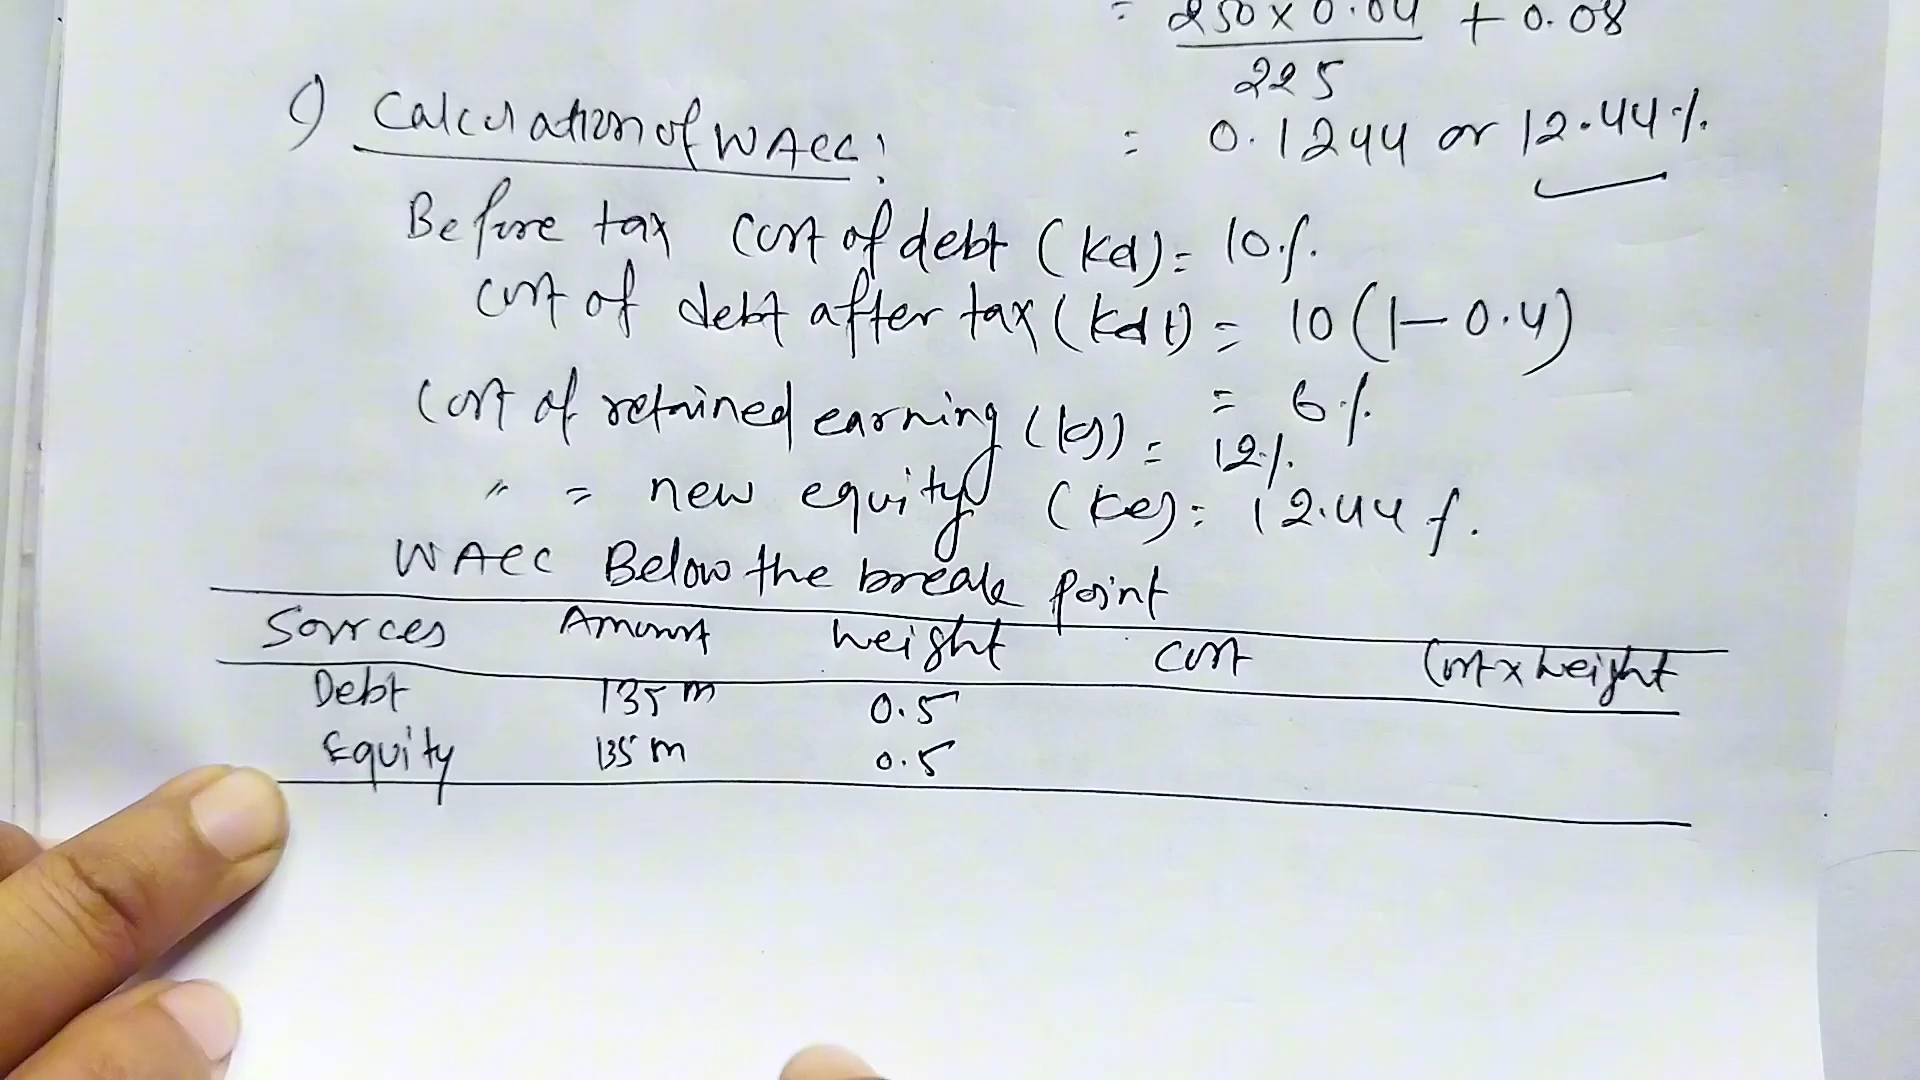 = 250 x 0.04 + 0.08
225
= 0.1244 or 12.44%
c) Calculation of WACC:
Before tax cost of debt (Kd) = 10%
cost of debt after tax (Kdt) = 10 (1 - 0.4)
= 6%
Cost of retained earning (ks) = 12%
" = new equity (Ke) = 12.44%
WACC Below the break point
Sources Amount Weight Cost Cost x weight
Debt 135 m 0.5
Equity 135 m 0.5